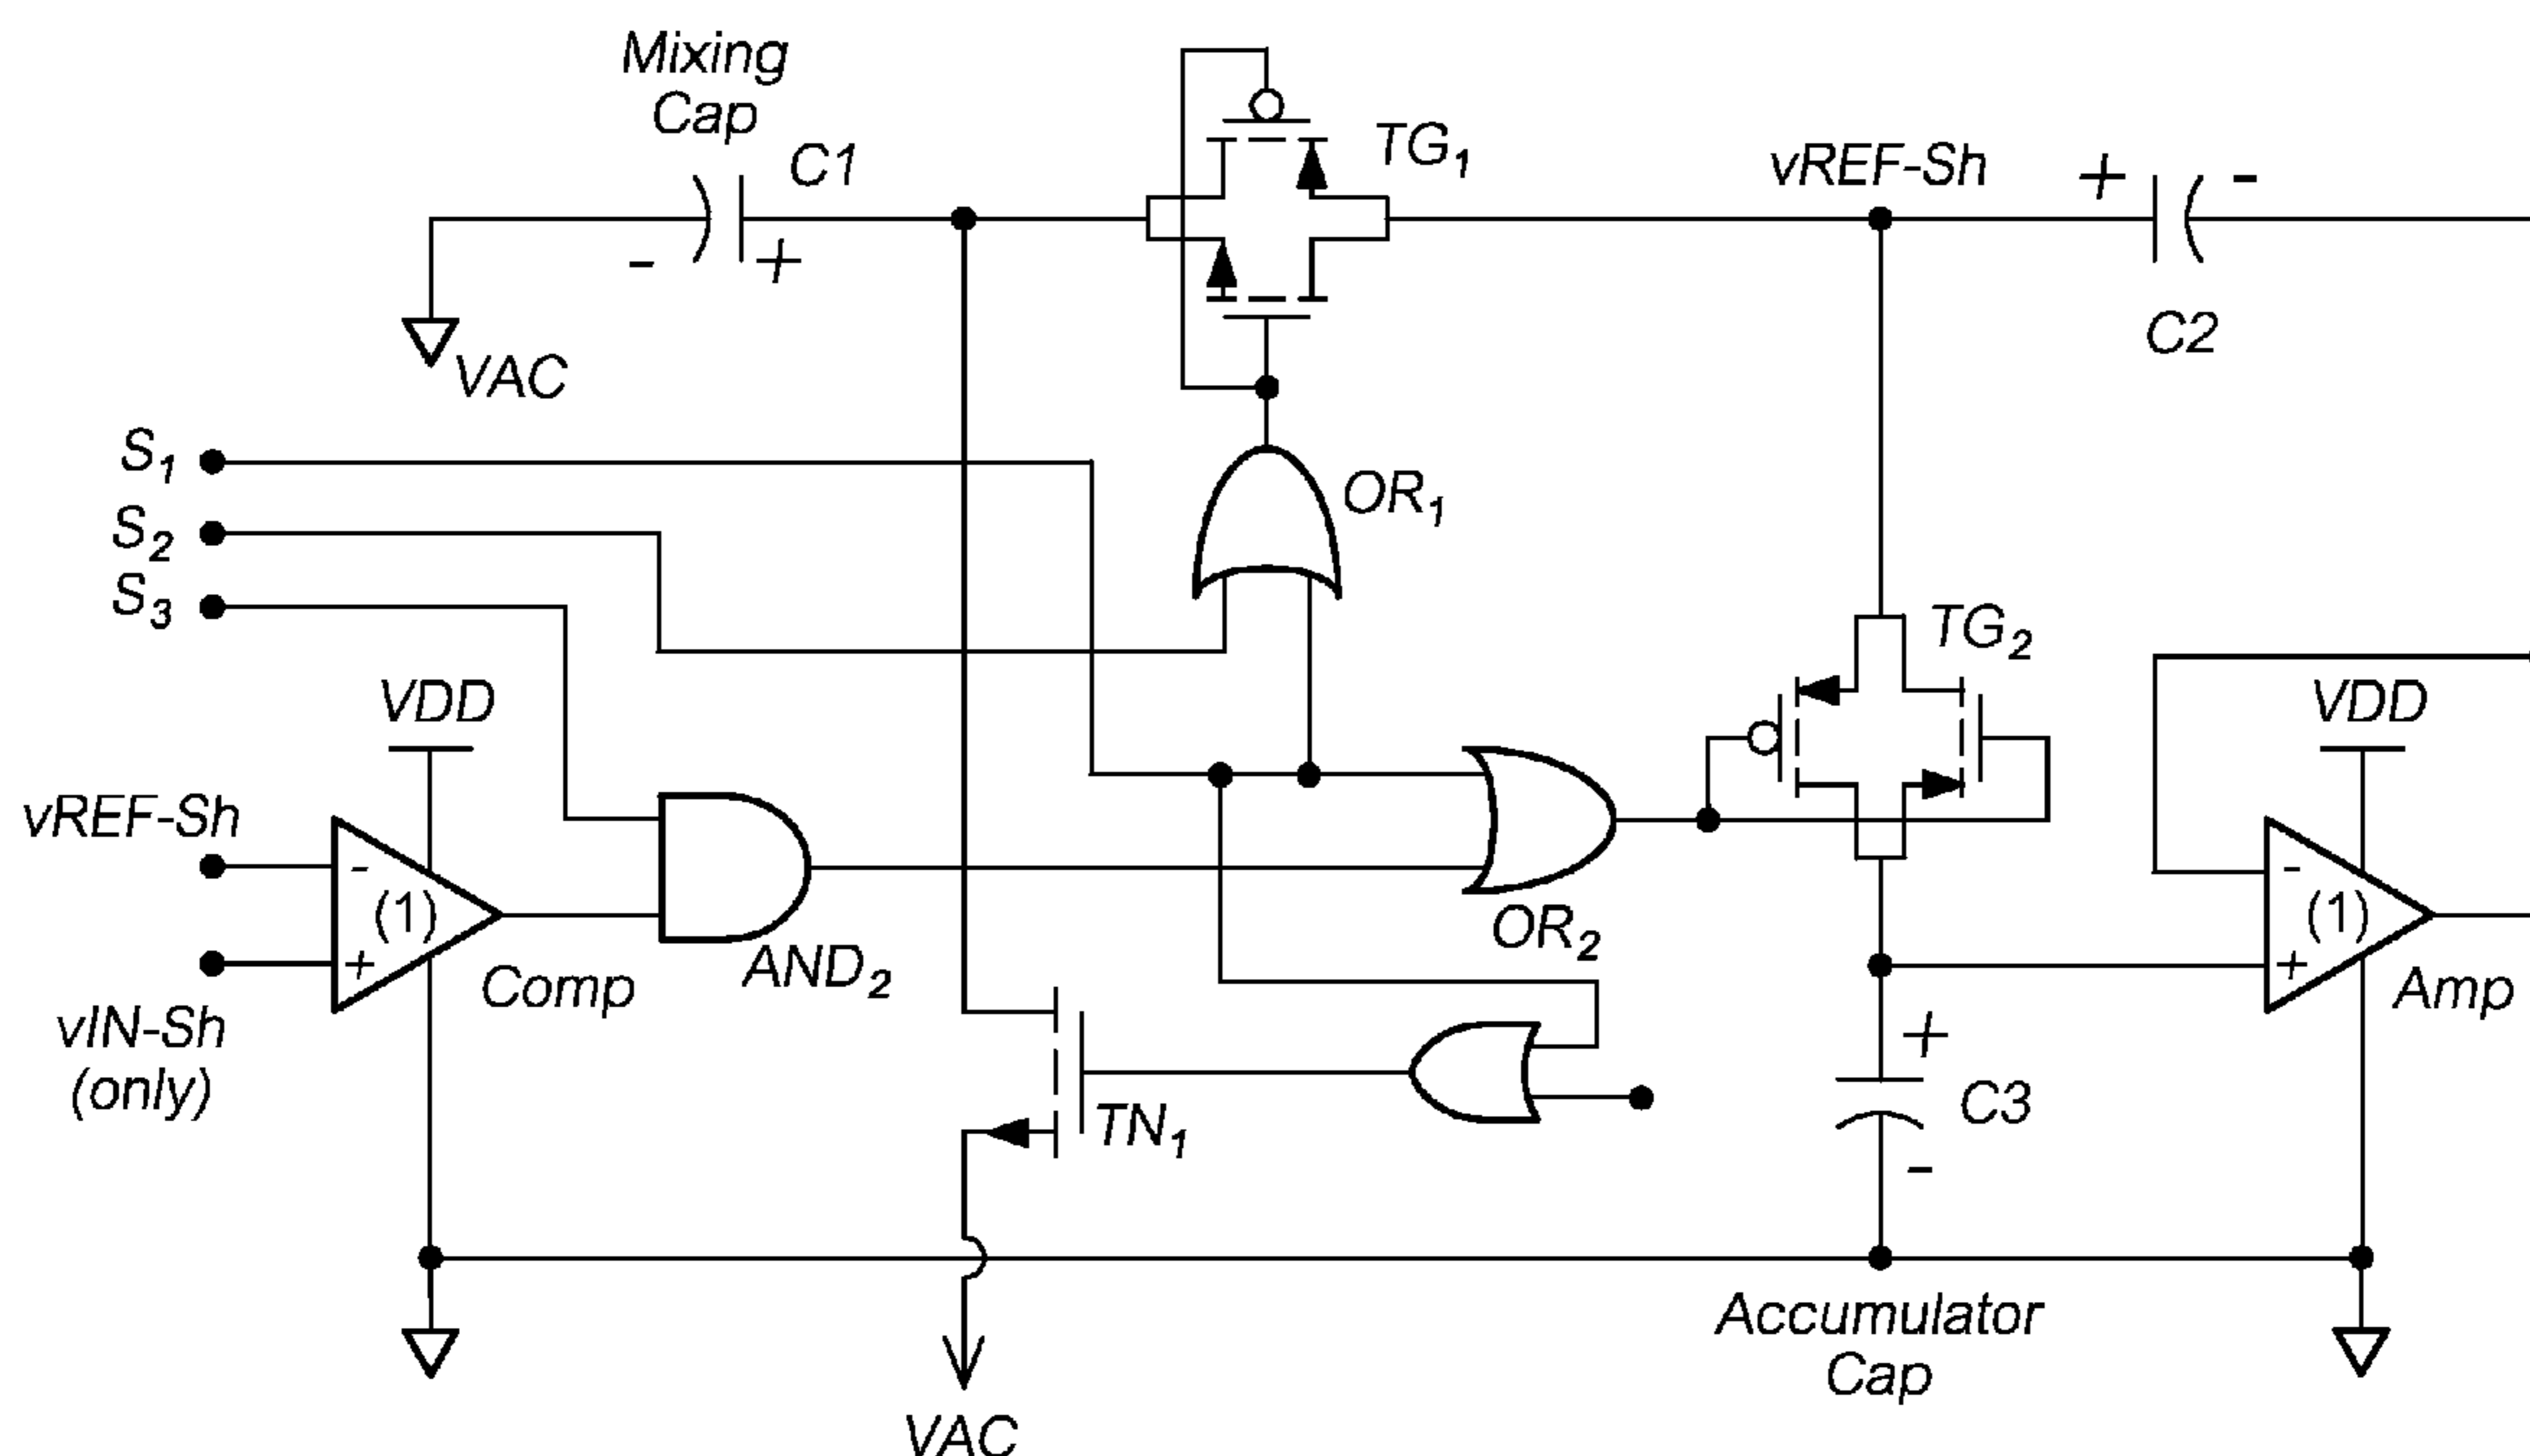 Mixing
Cap
C1
-
+
VAC
TG1
vREF-Sh
+
-
C2
S1
S2
S3
OR1
TG2
VDD
VDD
vREF-Sh
-
(1)
+
vIN-Sh
(only)
Comp
AND2
OR2
-
(1)
+
Amp
TN1
+
C3
-
Accumulator
Cap
VAC